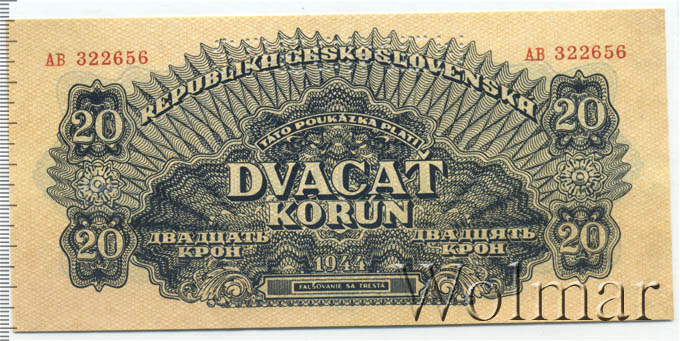 AB 322656
AB 322656
REPUBLIKA ČESKOSLOVENSKÁ
20
20
TÁTO POUKÁZKA PLATÍ
DVACAŤ
KORÚN
20
20
ДВАДЦАТЬ
КРОН
ДВАДЦЯТЬ
КРОН
1944
FALŠOVANIE SA TRESTÁ
Wolmar